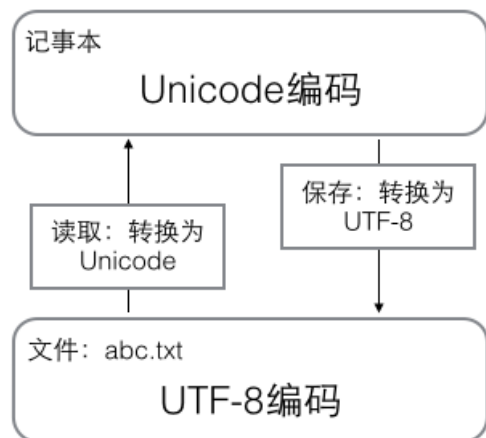 记事本
Unicode编码
读取：转换为
Unicode
保存：转换为
UTF-8
文件：abc.txt
UTF-8编码